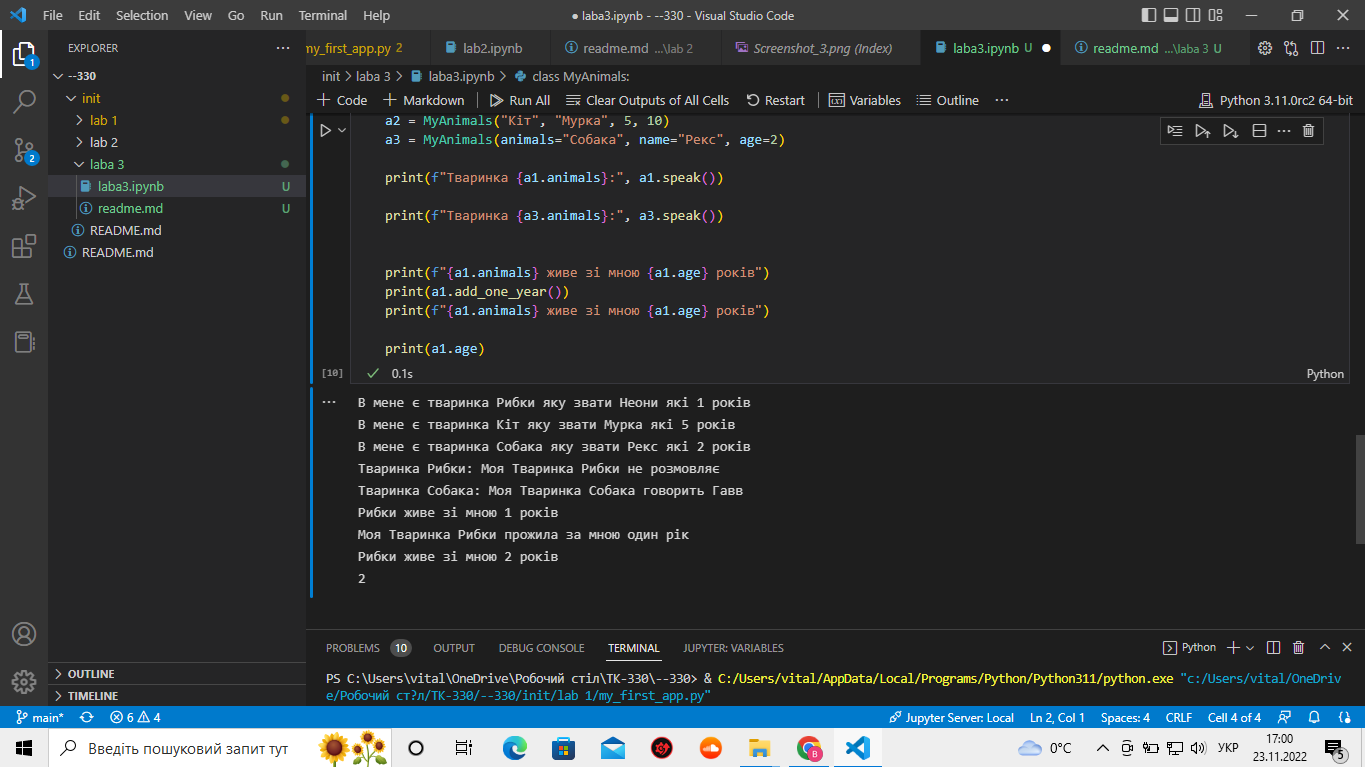 File Edit Selection View Go Run Terminal Help
● laba3.ipynb - --330 - Visual Studio Code
EXPLORER
my_first_app.py 2 lab2.ipynb readme.md ...\lab 2 Screenshot_3.png (Index) laba3.ipynb U readme.md ...\laba 3 U
--330
init > laba 3 > laba3.ipynb > class MyAnimals:
init
Code Markdown Run All Clear Outputs of All Cells Restart Variables Outline Python 3.11.0rc2 64-bit
lab 1
lab 2
laba 3
laba3.ipynb U
readme.md U
README.md
README.md
a2 = MyAnimals("Кіт", "Мурка", 5, 10)
a3 = MyAnimals(animals="Собака", name="Рекс", age=2)
print(f"Тваринка {a1.animals}:", a1.speak())
print(f"Тваринка {a3.animals}:", a3.speak())
print(f"{a1.animals} живе зі мною {a1.age} років")
print(a1.add_one_year())
print(f"{a1.animals} живе зі мною {a1.age} років")
print(a1.age)
[10] 0.1s Python
В мене є тваринка Рибки яку звати Неони які 1 років
В мене є тваринка Кіт яку звати Мурка які 5 років
В мене є тваринка Собака яку звати Рекс які 2 років
Тваринка Рибки: Моя Тваринка Рибки не розмовляє
Тваринка Собака: Моя Тваринка Собака говорить Гавв
Рибки живе зі мною 1 років
Моя Тваринка Рибки прожила за мною один рік
Рибки живе зі мною 2 років
2
PROBLEMS 10 OUTPUT DEBUG CONSOLE TERMINAL JUPYTER: VARIABLES Python
PS C:\Users\vital\OneDrive\Робочий стіл\ТК-330\--330> & C:/Users/vital/AppData/Local/Programs/Python/Python311/python.exe "c:/Users/vital/OneDriv
e/Робочий ст?л/ТК-330/--330/init/lab 1/my_first_app.py"
OUTLINE
TIMELINE
main* 6 4 Jupyter Server: Local Ln 2, Col 1 Spaces: 4 CRLF Cell 4 of 4
1
2
Введіть пошуковий запит тут
B
0°C УКР
17:00
23.11.2022
5